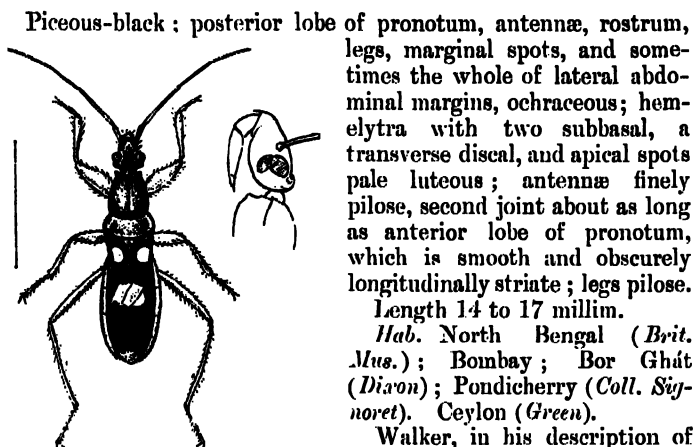 Piceous-black; posterior lobe of pronotum, antennæ, rostrum,
legs, marginal spots, and some-
times the whole of lateral abdo-
minal margins, ochraceous; hem-
elytra with two subbasal, a
transverse discal, and apical spots
pale luteous; antennæ finely
pilose, second joint about as long
as anterior lobe of pronotum,
which is smooth and obscurely
longitudinally striate; legs pilose.
Length 14 to 17 millim.
Hab. North Bengal (Brit.
Mus.); Bombay; Bor Ghát
(Dixon); Pondicherry (Coll. Sig-
noret). Ceylon (Green).
Walker, in his description of